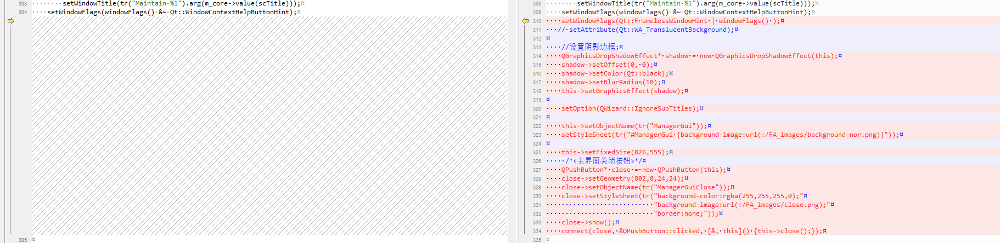 303 setWindowTitle(tr("Maintain %1").arg(m_core->value(scTitle)));¤
304 setWindowFlags(windowFlags() &~ Qt::WindowContextHelpButtonHint);¤
305 ¤
308 setWindowTitle(tr("Maintain %1").arg(m_core->value(scTitle)));¤
309 setWindowFlags(windowFlags() &~ Qt::WindowContextHelpButtonHint);¤
310 setWindowFlags(Qt::FramelessWindowHint | windowFlags() );¤
311 // setAttribute(Qt::WA_TranslucentBackground);¤
312 ¤
313 //设置阴影边框;¤
314 QGraphicsDropShadowEffect* shadow = new QGraphicsDropShadowEffect(this);¤
315 shadow->setOffset(0, 0);¤
316 shadow->setColor(Qt::black);¤
317 shadow->setBlurRadius(10);¤
318 this->setGraphicsEffect(shadow);¤
319 ¤
320 setOption(QWizard::IgnoreSubTitles);¤
321 ¤
322 this->setObjectName(tr("ManagerGui"));¤
323 setStyleSheet(tr("#ManagerGui {background-image:url(:/FA_images/background-nor.png)}"));¤
324 ¤
325 this->setFixedSize(826,555);¤
326 /*<主界面关闭按钮>*/¤
327 QPushButton* close = new QPushButton(this);¤
328 close->setGeometry(802,0,24,24);¤
329 close->setObjectName(tr("ManagerGuiClose"));¤
330 close->setStyleSheet(tr("background-color:rgba(255,255,255,0);"¤
331 "background-image:url(:/FA_images/close.png);"¤
332 "border:none;"));¤
333 close->show();¤
334 connect(close, &QPushButton::clicked, [&, this]() {this->close();});¤
335 ¤